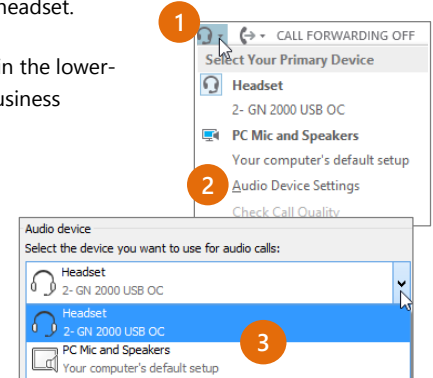 headset.
in the lower-
usiness
1
CALL FORWARDING OFF
Select Your Primary Device
Headset
2- GN 2000 USB OC
PC Mic and Speakers
Your computer's default setup
2
Audio Device Settings
Check Call Quality
Audio device
Select the device you want to use for audio calls:
Headset
2- GN 2000 USB OC
Headset
2- GN 2000 USB OC
3
PC Mic and Speakers
Your computer's default setup